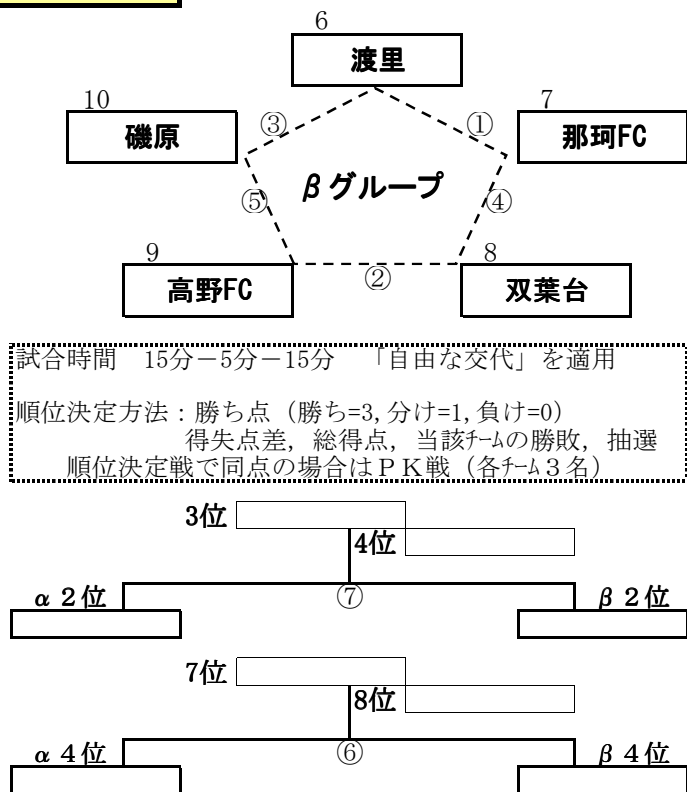 6
渡里
10
7
磯原
③
①
那珂FC
βグループ
⑤
④
9
8
高野FC
②
双葉台
試合時間　15分－5分－15分　「自由な交代」を適用
順位決定方法：勝ち点（勝ち=3,分け=1,負け=0）
得失点差，総得点，当該ﾁｰﾑの勝敗，抽選
順位決定戦で同点の場合はＰＫ戦（各ﾁｰﾑ３名）
3位
4位
α２位
⑦
β２位
7位
8位
α４位
⑥
β４位